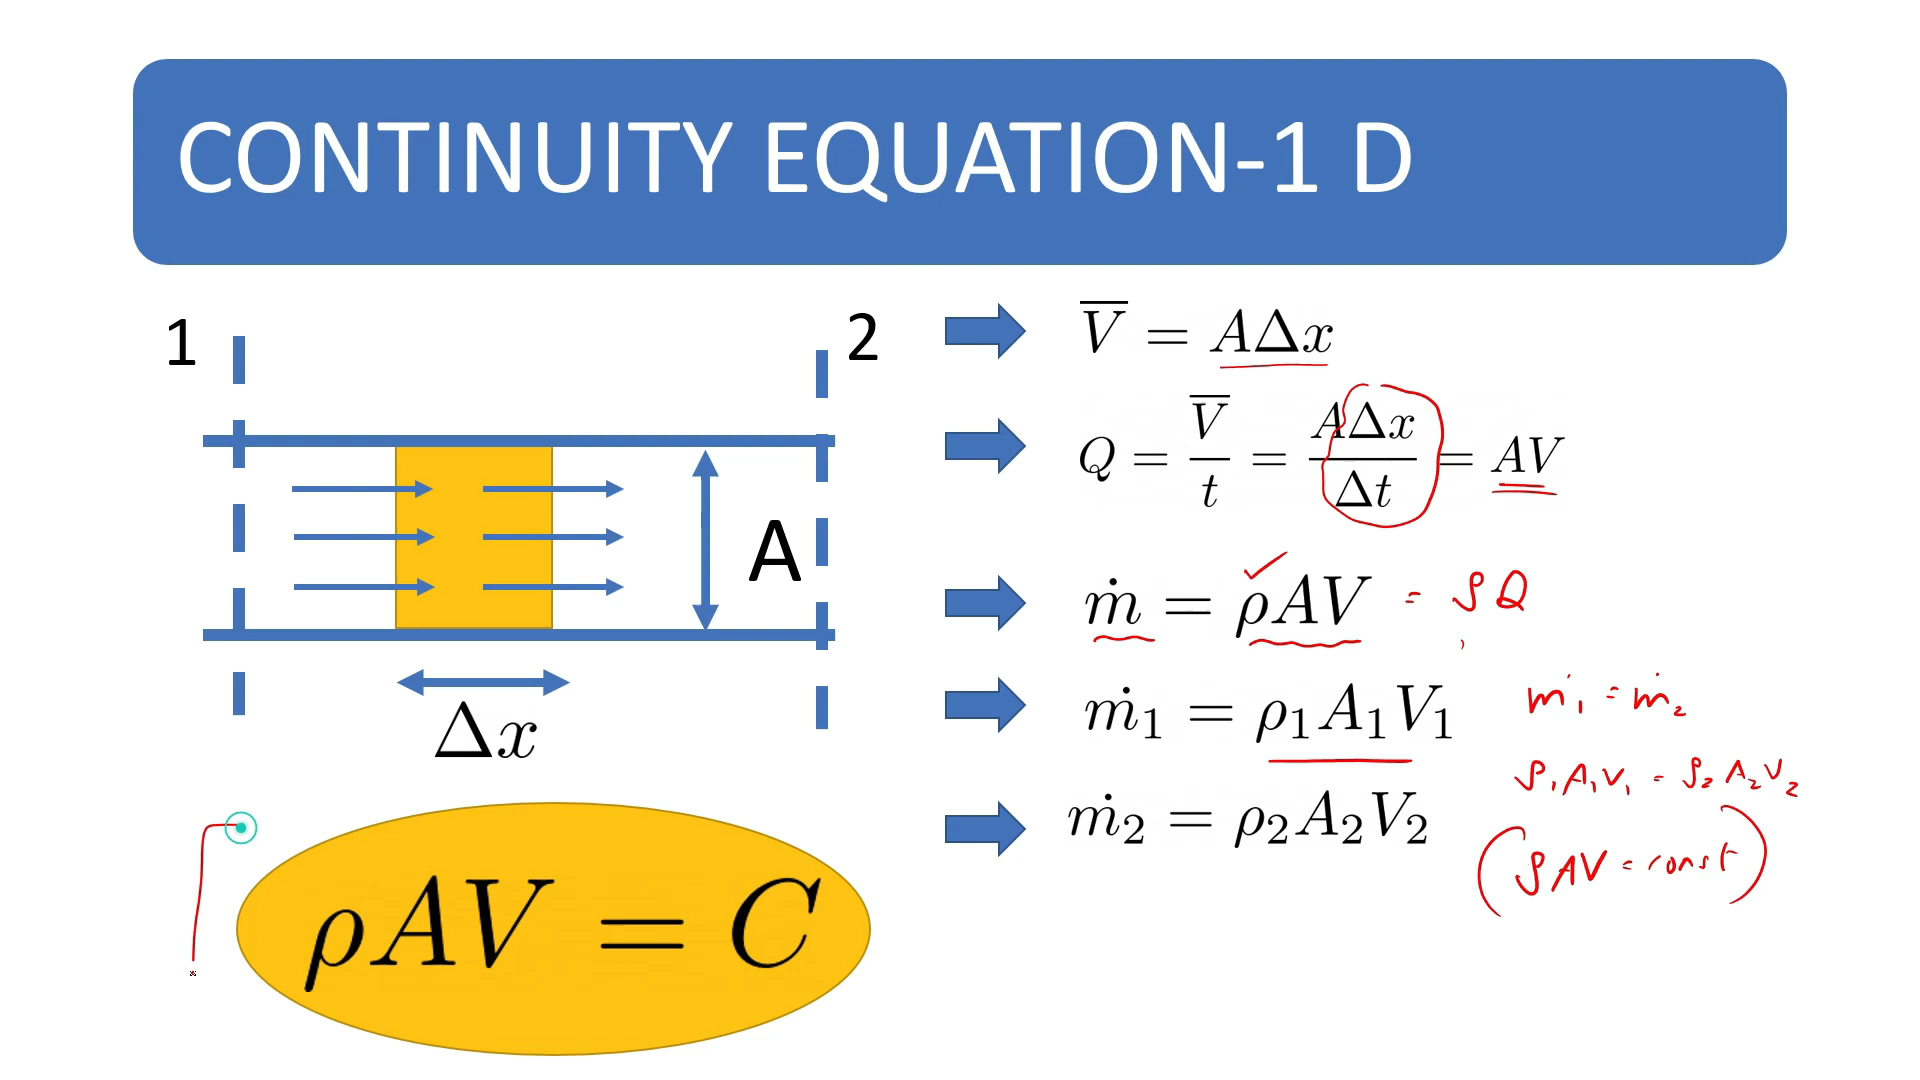 CONTINUITY EQUATION-1 D
1
2
A
Δx
ρAV = C
V̅ = AΔx
Q = V̅/t = AΔx/Δt = AV
ṁ = ρAV = ρQ
ṁ₁ = ρ₁A₁V₁
ṁ₁ = ṁ₂
ρ₁A₁V₁ = ρ₂A₂V₂
ṁ₂ = ρ₂A₂V₂
(ρAV = const)